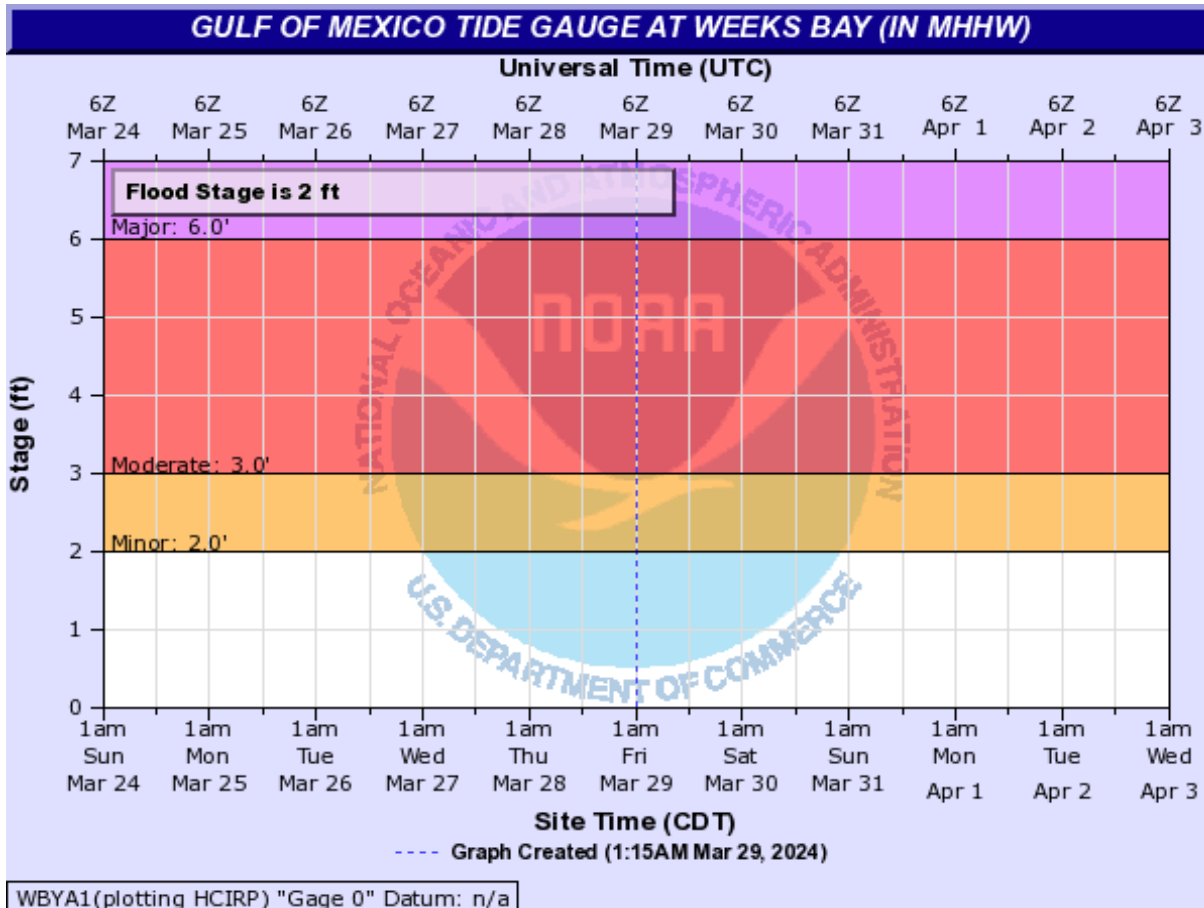 GULF OF MEXICO TIDE GAUGE AT WEEKS BAY (IN MHHW)
Universal Time (UTC)
6Z 6Z 6Z 6Z 6Z 6Z 6Z 6Z 6Z 6Z 6Z
Mar 24 Mar 25 Mar 26 Mar 27 Mar 28 Mar 29 Mar 30 Mar 31 Apr 1 Apr 2 Apr 3
7
Flood Stage is 2 ft
Major: 6.0'
6
5
4
Moderate: 3.0'
3
Minor: 2.0'
2
1
0
Stage (ft)
NATIONAL OCEANIC AND ATMOSPHERIC ADMINISTRATION
NOAA
U.S. DEPARTMENT OF COMMERCE
1am 1am 1am 1am 1am 1am 1am 1am 1am 1am 1am
Sun Mon Tue Wed Thu Fri Sat Sun Mon Tue Wed
Mar 24 Mar 25 Mar 26 Mar 27 Mar 28 Mar 29 Mar 30 Mar 31 Apr 1 Apr 2 Apr 3
Site Time (CDT)
Graph Created (1:15AM Mar 29, 2024)
WBYA1(plotting HCIRP) "Gage 0" Datum: n/a